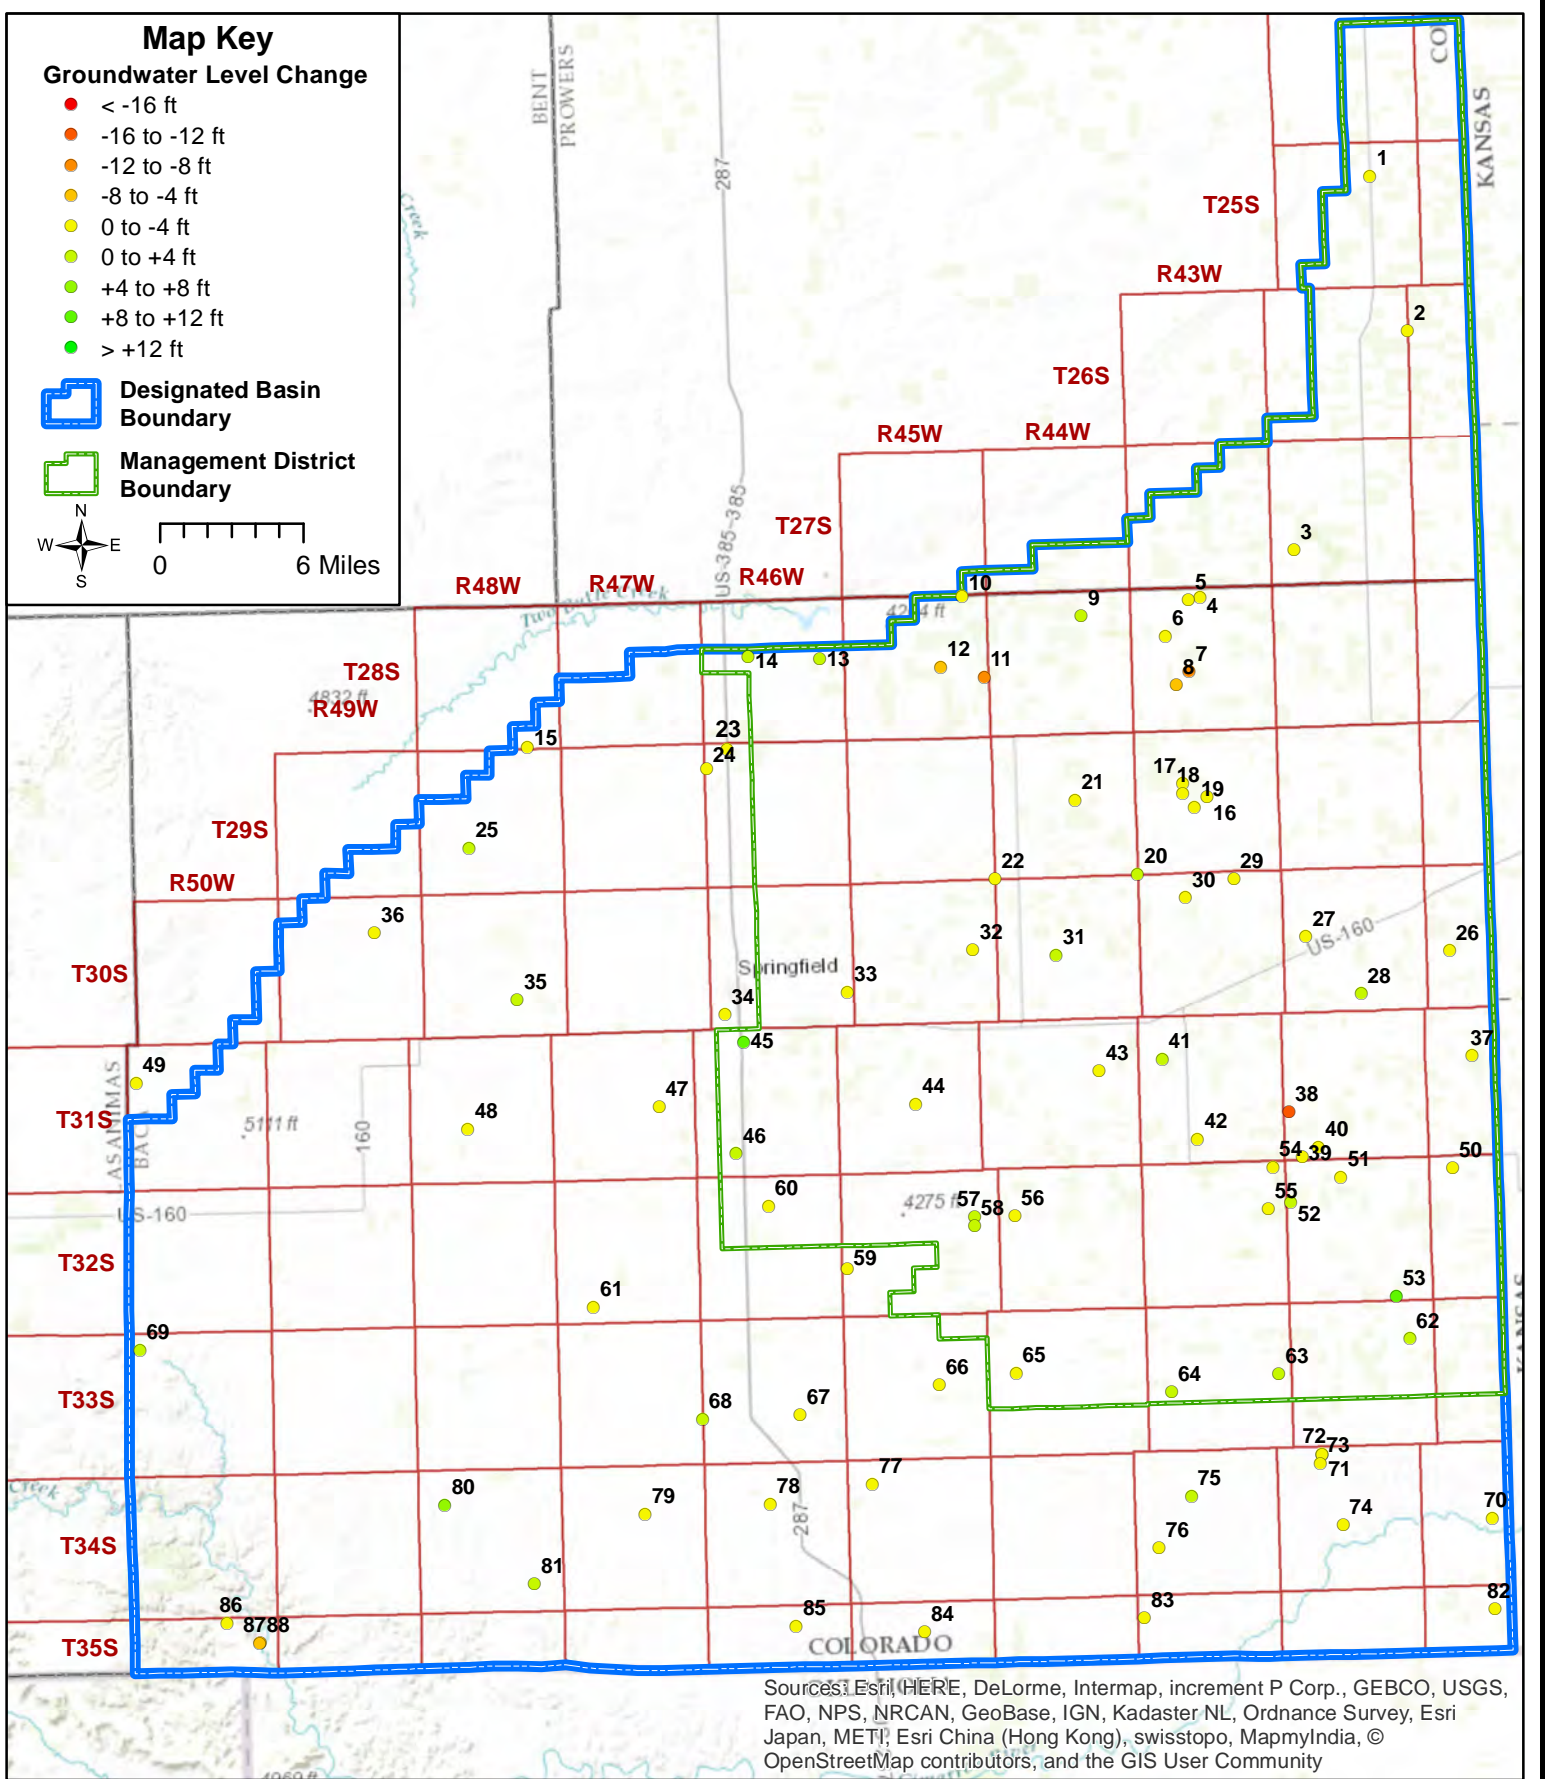 Map Key
Groundwater Level Change
< -16 ft
-16 to -12 ft
-12 to -8 ft
-8 to -4 ft
0 to -4 ft
0 to +4 ft
+4 to +8 ft
+8 to +12 ft
> +12 ft
Designated Basin
Boundary
Management District
Boundary
N
W E
S
0 6 Miles
BENT
PROWERS
Creek
287
CO
KANSAS
1
T25S
R43W
2
T26S
R45W
R44W
US-385-385
T27S
3
R48W
R47W
R46W
Two Butte Creek
10
9
5
4
6
T28S
4832 ft
R49W
14
13
12
11
7
8
15
23
24
17
18
19
16
21
T29S
25
R50W
22
20
29
30
36
32
31
27
US-160
26
T30S
Springfield
35
33
28
34
45
49
43
41
37
AS ANIMAS
BACA
T31S
5111 ft
160
48
47
44
38
42
46
40
39
54
51
50
US-160
60
4275 ft
57
58
56
55
52
T32S
59
61
53
62
KANSAS
69
T33S
66
65
64
63
68
67
72
73
71
Creek
80
79
78
77
287
75
74
70
T34S
76
81
86
8788
85
84
83
82
T35S
COLORADO
Sources: Esri, HERE, DeLorme, Intermap, increment P Corp., GEBCO, USGS,
FAO, NPS, NRCAN, GeoBase, IGN, Kadaster NL, Ordnance Survey, Esri
Japan, METI, Esri China (Hong Kong), swisstopo, MapmyIndia, ©
OpenStreetMap contributors, and the GIS User Community
4969 ft